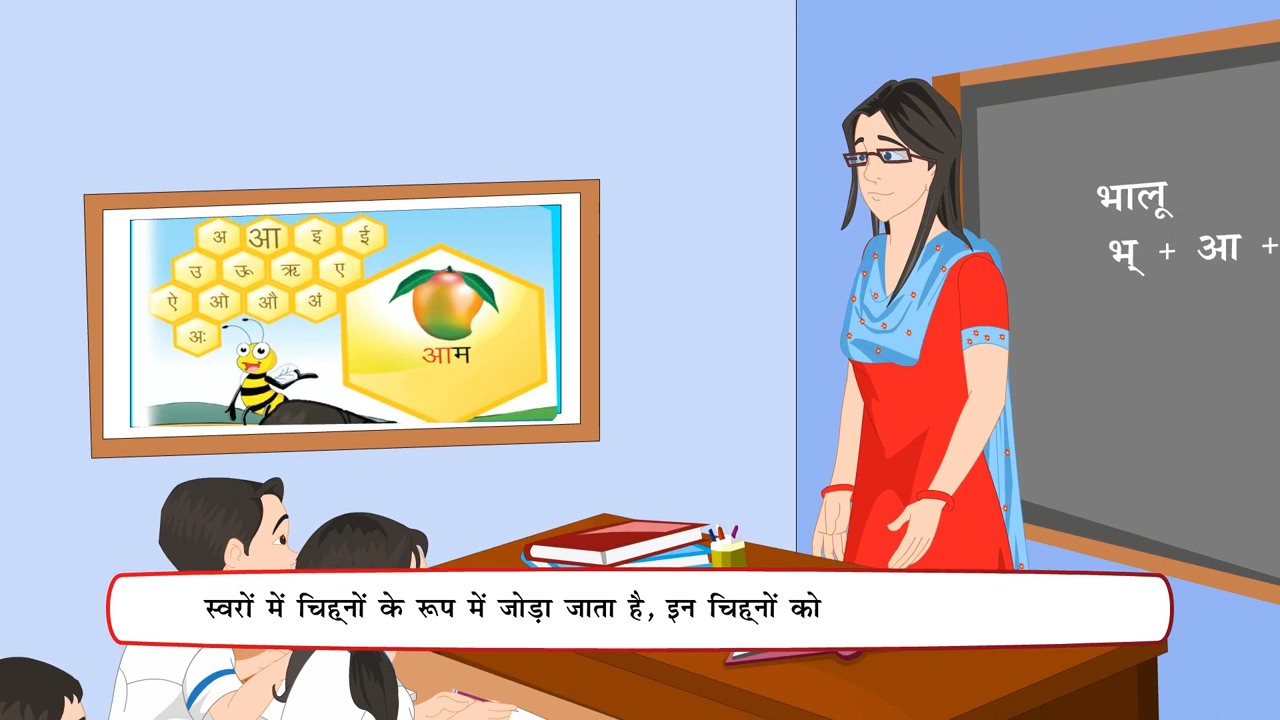 अ आ इ ई
उ ऊ ऋ ए
ऐ ओ औ अं
अः
आम
भालू
भ् + आ +
स्वरों में चिह्नों के रूप में जोड़ा जाता है, इन चिह्नों को